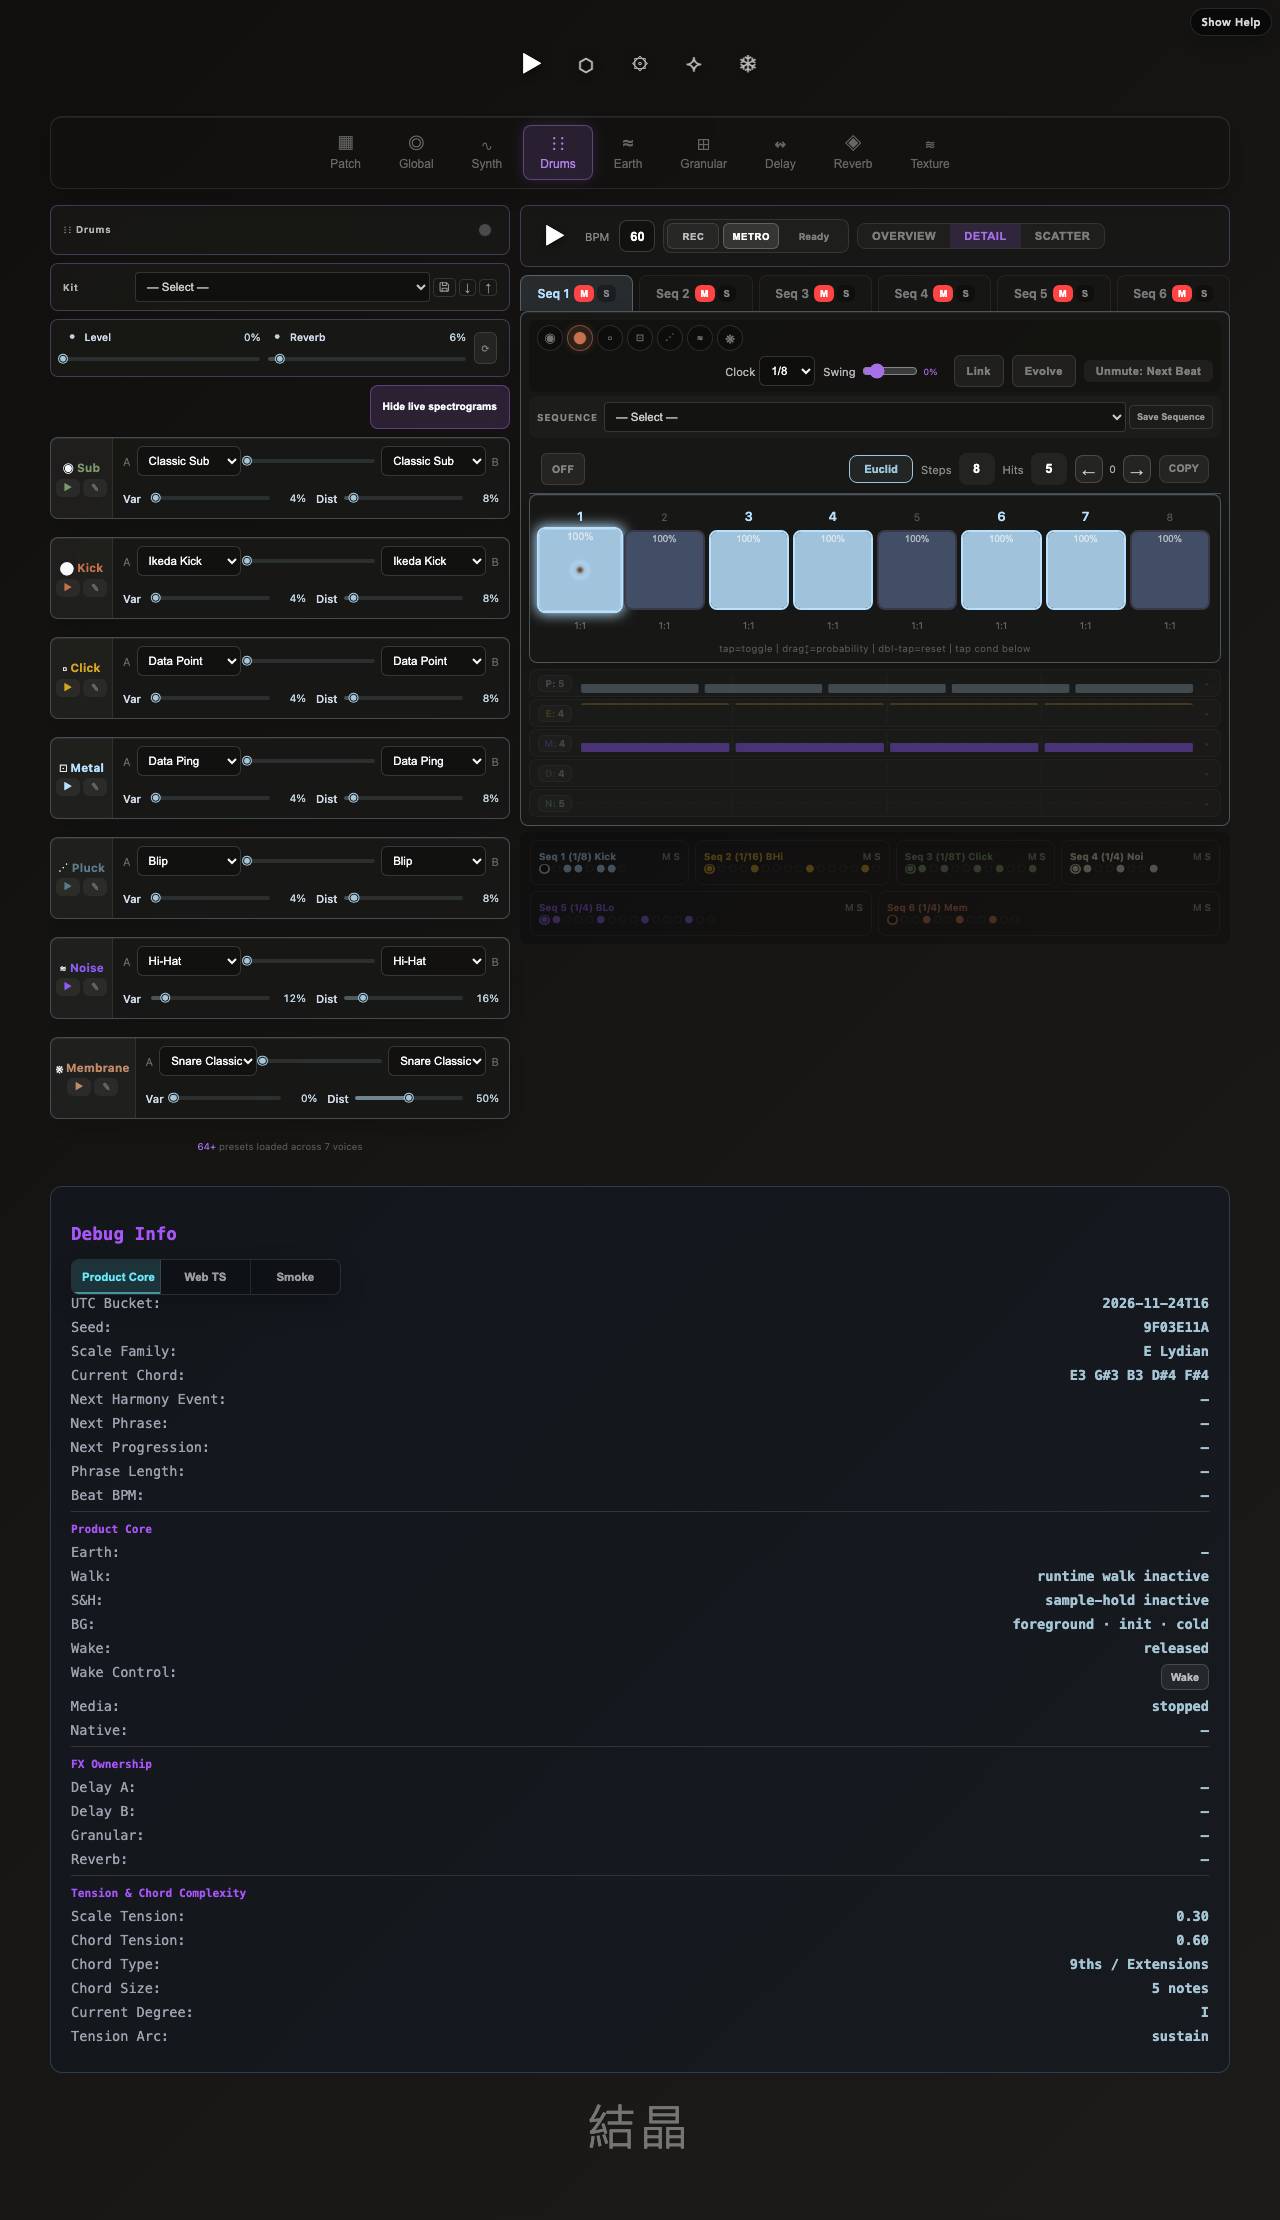 Show Help
Patch Global Synth Drums Earth Granular Delay Reverb Texture
Drums
Kit — Select —
Level 0% Reverb 6%
Hide live spectrograms
Sub A Classic Sub Classic Sub B
Var 4% Dist 8%
Kick A Ikeda Kick Ikeda Kick B
Var 4% Dist 8%
Click A Data Point Data Point B
Var 4% Dist 8%
Metal A Data Ping Data Ping B
Var 4% Dist 8%
Pluck A Blip Blip B
Var 4% Dist 8%
Noise A Hi-Hat Hi-Hat B
Var 12% Dist 16%
Membrane A Snare Classic Snare Classic B
Var 0% Dist 50%
64+ presets loaded across 7 voices
BPM 60 REC METRO Ready OVERVIEW DETAIL SCATTER
Seq 1 M S Seq 2 M S Seq 3 M S Seq 4 M S Seq 5 M S Seq 6 M S
Clock 1/8 Swing 0% Link Evolve Unmute: Next Beat
SEQUENCE — Select — Save Sequence
OFF Euclid Steps 8 Hits 5 ← 0 → COPY
1 2 3 4 5 6 7 8
100% 100% 100% 100% 100% 100% 100% 100%
1:1 1:1 1:1 1:1 1:1 1:1 1:1 1:1
tap=toggle | drag↕=probability | dbl-tap=reset | tap cond below
P: 5
E: 4
M: 4
D: 4
N: 5
Seq 1 (1/8) Kick M S Seq 2 (1/16) BHi M S Seq 3 (1/8T) Click M S Seq 4 (1/4) Noi M S
Seq 5 (1/4) BLo M S Seq 6 (1/4) Mem M S
Debug Info
Product Core Web TS Smoke
UTC Bucket: 2026-11-24T16
Seed: 9F03E11A
Scale Family: E Lydian
Current Chord: E3 G#3 B3 D#4 F#4
Next Harmony Event: —
Next Phrase: —
Next Progression: —
Phrase Length: —
Beat BPM: —
Product Core
Earth: —
Walk: runtime walk inactive
S&H: sample-hold inactive
BG: foreground · init · cold
Wake: released
Wake Control: Wake
Media: stopped
Native: —
FX Ownership
Delay A: —
Delay B: —
Granular: —
Reverb: —
Tension & Chord Complexity
Scale Tension: 0.30
Chord Tension: 0.60
Chord Type: 9ths / Extensions
Chord Size: 5 notes
Current Degree: I
Tension Arc: sustain
結晶